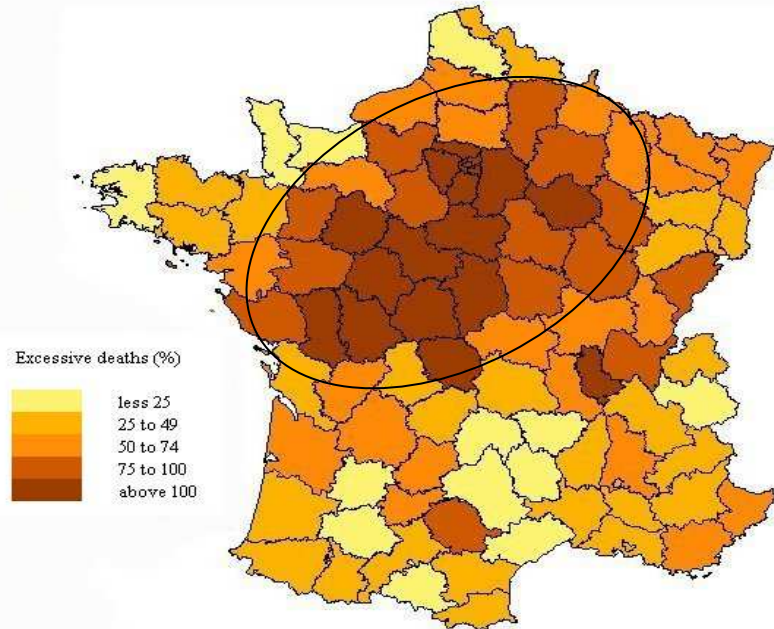 Excessive deaths (%)
less 25
25 to 49
50 to 74
75 to 100
above 100